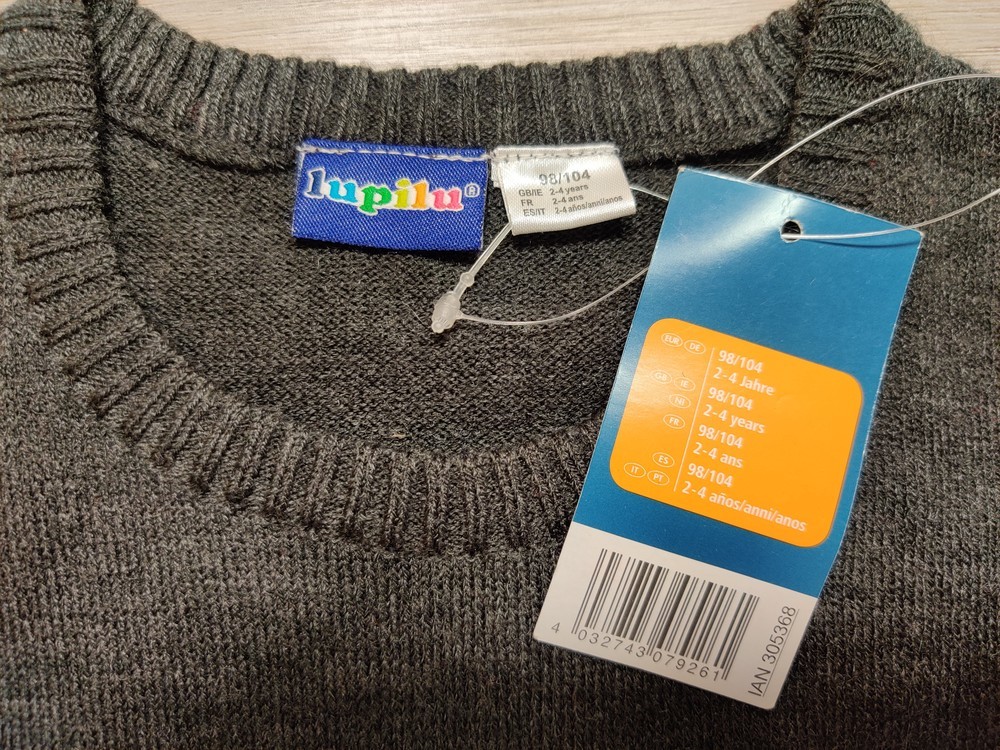 lupilu®
98/104
GB/IE 2-4 years
FR 2-4 ans
ES/IT 2-4 años/anni/anos
EUR DE 98/104
2-4 Jahre
GB IE 98/104
NI 2-4 years
FR 98/104
2-4 ans
ES 98/104
IT PT 2-4 años/anni/anos
4 032743 079261
IAN 305368